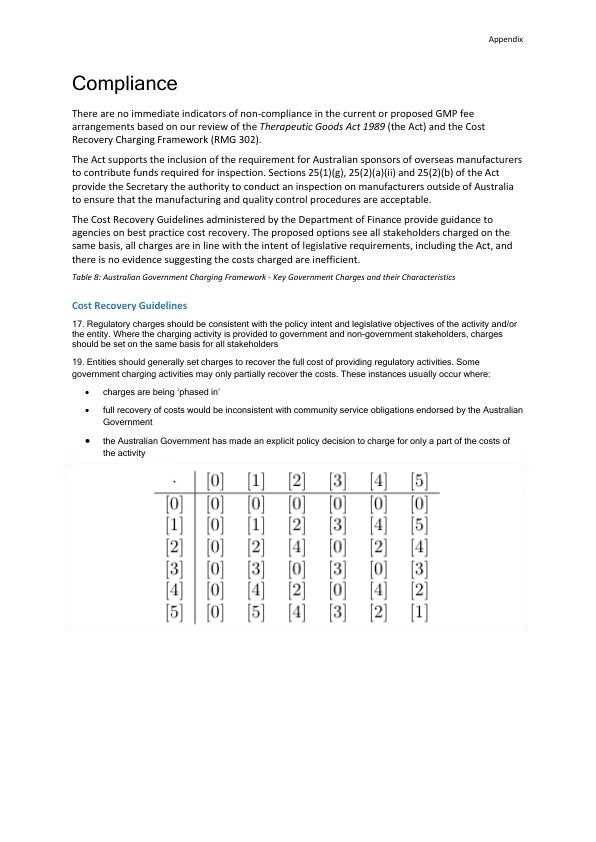 Appendix
Compliance
There are no immediate indicators of non-compliance in the current or proposed GMP fee
arrangements based on our review of the Therapeutic Goods Act 1989 (the Act) and the Cost
Recovery Charging Framework (RMG 302).
The Act supports the inclusion of the requirement for Australian sponsors of overseas manufacturers
to contribute funds required for inspection. Sections 25(1)(g), 25(2)(a)(ii) and 25(2)(b) of the Act
provide the Secretary the authority to conduct an inspection on manufacturers outside of Australia
to ensure that the manufacturing and quality control procedures are acceptable.
The Cost Recovery Guidelines administered by the Department of Finance provide guidance to
agencies on best practice cost recovery. The proposed options see all stakeholders charged on the
same basis, all charges are in line with the intent of legislative requirements, including the Act, and
there is no evidence suggesting the costs charged are inefficient.
Table 8: Australian Government Charging Framework - Key Government Charges and their Characteristics
Cost Recovery Guidelines
17. Regulatory charges should be consistent with the policy intent and legislative objectives of the activity and/or
the entity. Where the charging activity is provided to government and non-government stakeholders, charges
should be set on the same basis for all stakeholders
19. Entities should generally set charges to recover the full cost of providing regulatory activities. Some
government charging activities may only partially recover the costs. These instances usually occur where:
• charges are being ‘phased in’
• full recovery of costs would be inconsistent with community service obligations endorsed by the Australian
Government
• the Australian Government has made an explicit policy decision to charge for only a part of the costs of
the activity
· [0] [1] [2] [3] [4] [5]
[0] [0] [0] [0] [0] [0] [0]
[1] [0] [1] [2] [3] [4] [5]
[2] [0] [2] [4] [0] [2] [4]
[3] [0] [3] [0] [3] [0] [3]
[4] [0] [4] [2] [0] [4] [2]
[5] [0] [5] [4] [3] [2] [1]